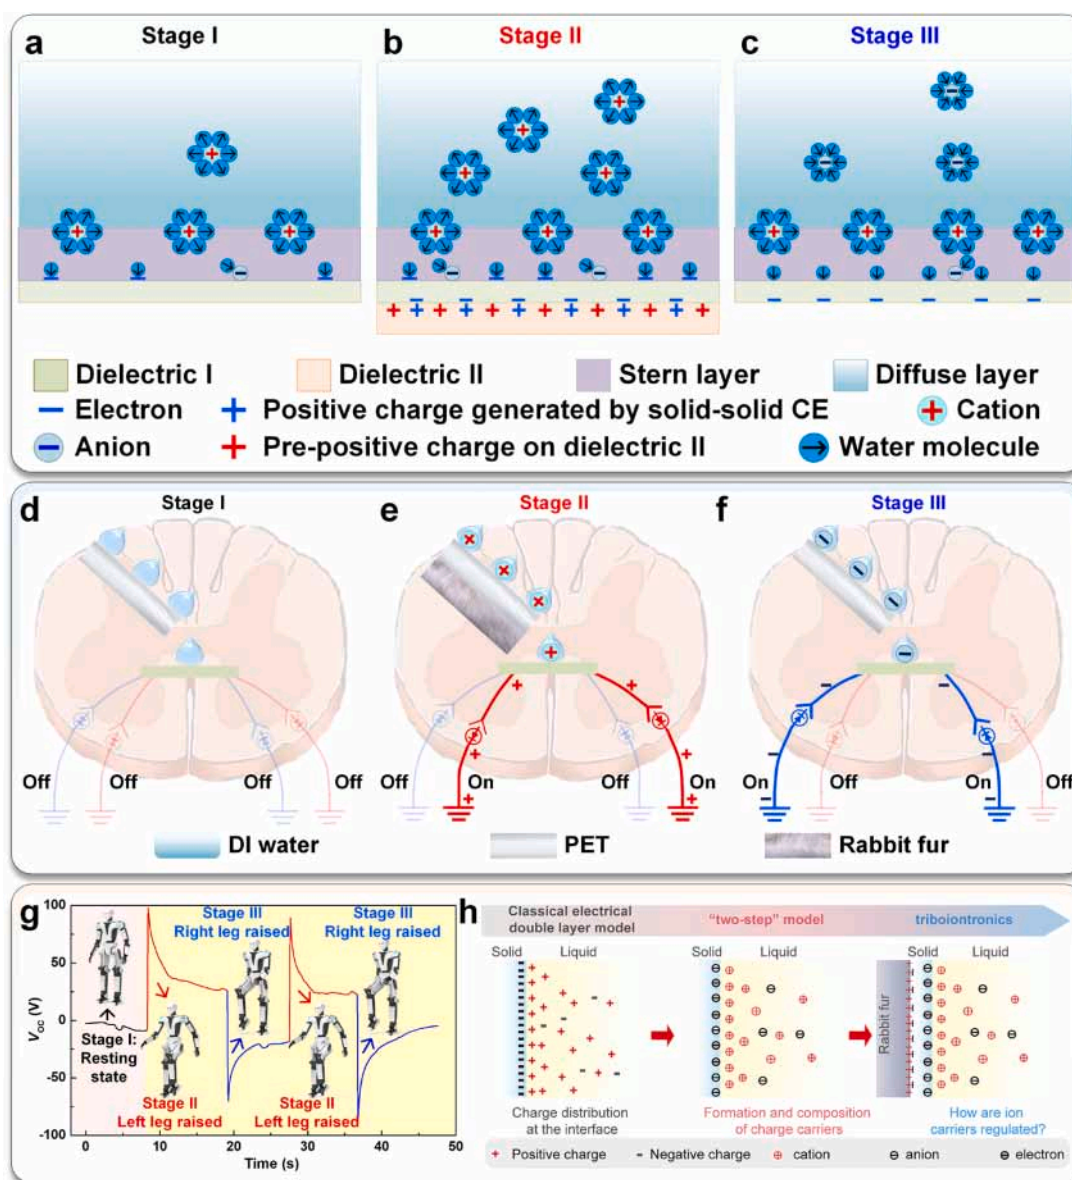 a
Stage I
b
Stage II
c
Stage III
Dielectric I
Dielectric II
Stern layer
Diffuse layer
Electron
Positive charge generated by solid-solid CE
Cation
Anion
Pre-positive charge on dielectric II
Water molecule
d
Stage I
e
Stage II
f
Stage III
Off Off Off Off
Off On Off On
On Off On Off
DI water
PET
Rabbit fur
g
100
50
0
-50
-100
Voc (V)
0 10 20 30 40 50
Time (s)
Stage I:
Resting
state
Stage III
Right leg raised
Stage III
Right leg raised
Stage II
Left leg raised
Stage II
Left leg raised
h
Classical electrical
double layer model
"two-step" model
triboiontronics
Solid Liquid
Solid Liquid
Solid Liquid
Rabbit fur
Charge distribution
at the interface
Formation and composition
of charge carriers
How are ion
carriers regulated?
+ Positive charge
- Negative charge
cation
anion
electron